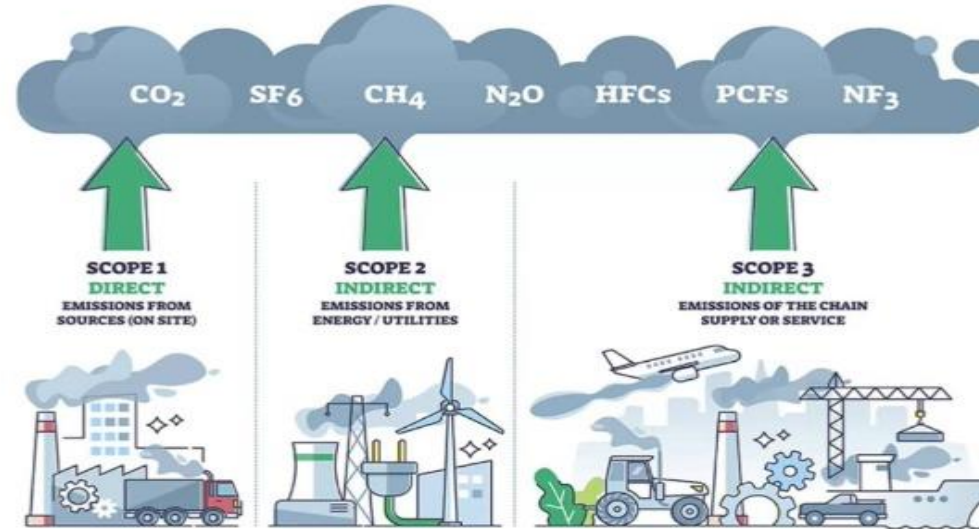 CO₂ SF₆ CH₄ N₂O HFCs PCFs NF₃
SCOPE 1
DIRECT
EMISSIONS FROM
SOURCES (ON SITE)
SCOPE 2
INDIRECT
EMISSIONS FROM
ENERGY / UTILITIES
SCOPE 3
INDIRECT
EMISSIONS OF THE CHAIN
SUPPLY OR SERVICE